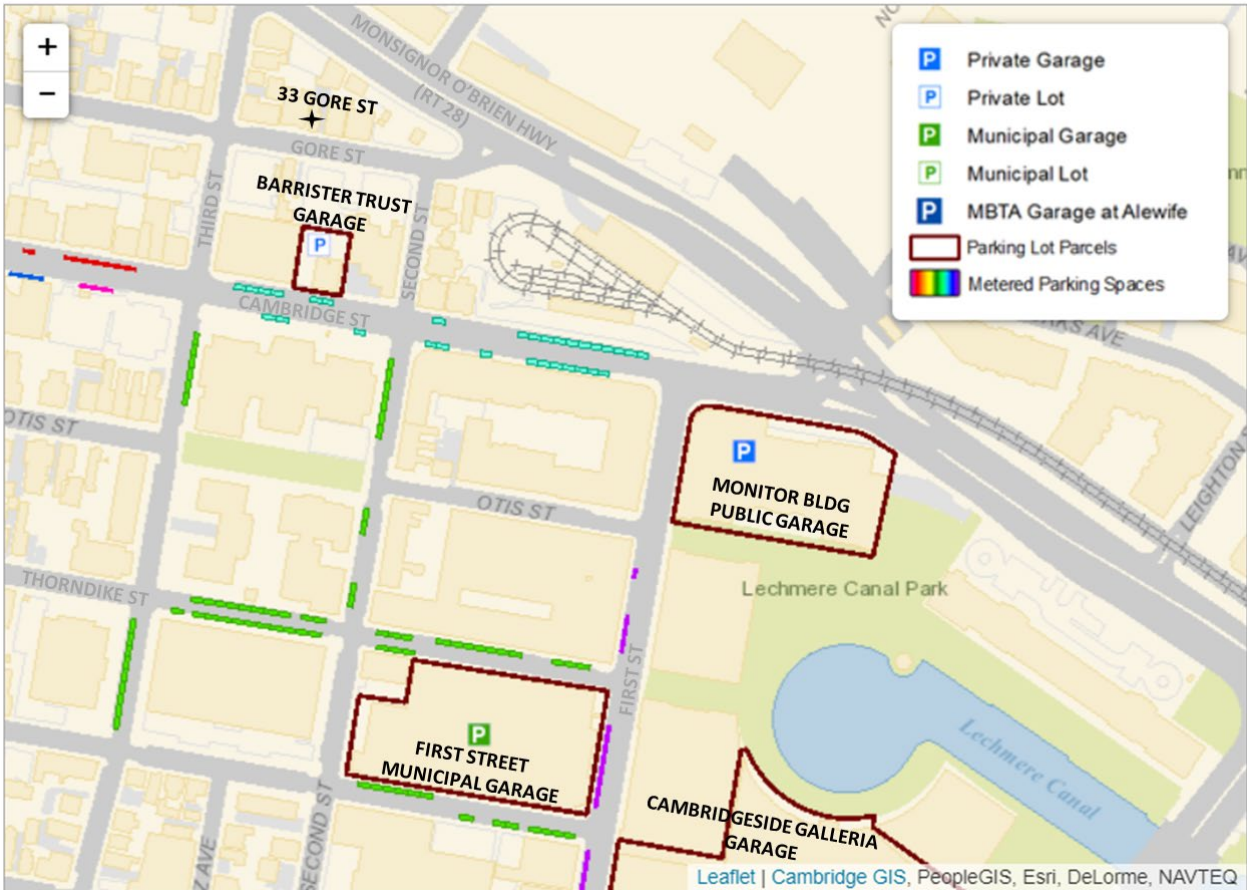 +
−
MONSIGNOR O'BRIEN HWY
(RT 28)
NO
P Private Garage
P Private Lot
P Municipal Garage
P Municipal Lot
P MBTA Garage at Alewife
Parking Lot Parcels
Metered Parking Spaces
33 GORE ST
GORE ST
BARRISTER TRUST
GARAGE
P
THIRD ST
SECOND ST
CAMBRIDGE ST
OTIS ST
P
MONITOR BLDG
PUBLIC GARAGE
OTIS ST
LEIGHTON S
THORNDIKE ST
Lechmere Canal Park
FIRST ST
P
FIRST STREET
MUNICIPAL GARAGE
Lechmere Canal
CAMBRIDGESIDE GALLERIA
GARAGE
SECOND ST
Z AVE
Leaflet | Cambridge GIS, PeopleGIS, Esri, DeLorme, NAVTEQ